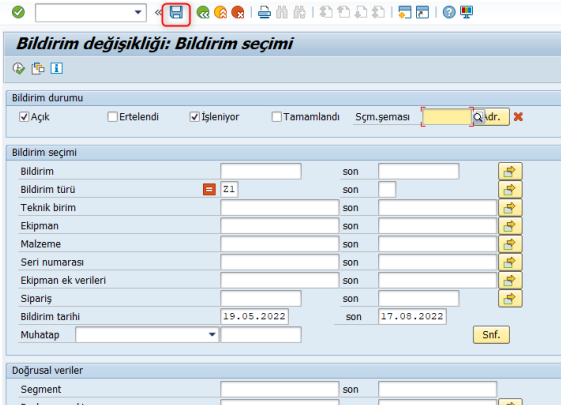 Bildirim değişikliği: Bildirim seçimi
Bildirim durumu
Açık Ertelendi İşleniyor Tamamlandı Sçm.şeması Adr.
Bildirim seçimi
Bildirim son
Bildirim türü = Z1 son
Teknik birim son
Ekipman son
Malzeme son
Seri numarası son
Ekipman ek verileri son
Sipariş son
Bildirim tarihi 19.05.2022 son 17.08.2022
Muhatap Snf.
Doğrusal veriler
Segment son